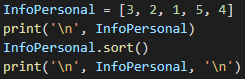 InfoPersonal = [3, 2, 1, 5, 4]
print('\n', InfoPersonal)
InfoPersonal.sort()
print('\n', InfoPersonal, '\n')